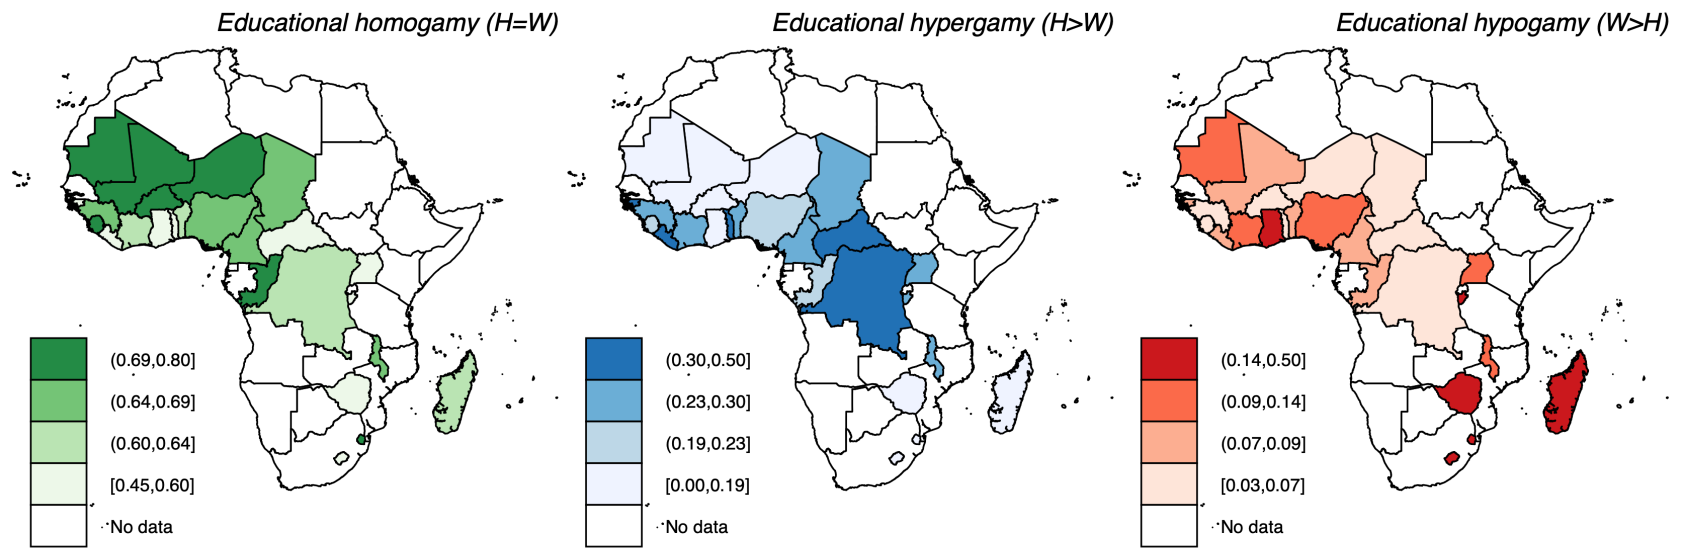 Educational homogamy (H=W)
Educational hypergamy (H>W)
Educational hypogamy (W>H)
(0.69,0.80]
(0.64,0.69]
(0.60,0.64]
[0.45,0.60]
No data
(0.30,0.50]
(0.23,0.30]
(0.19,0.23]
[0.00,0.19]
No data
(0.14,0.50]
(0.09,0.14]
(0.07,0.09]
[0.03,0.07]
No data